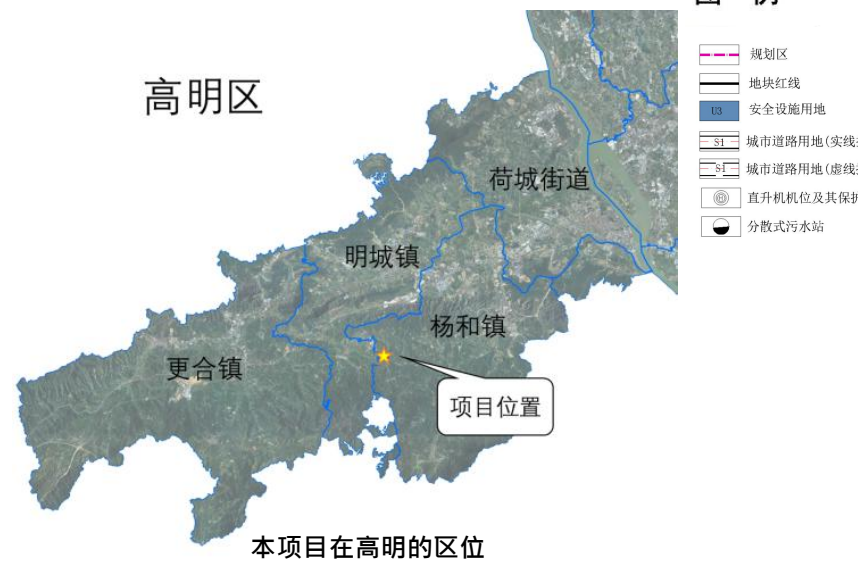 高明区
荷城街道
明城镇
杨和镇
更合镇
项目位置
本项目在高明的区位
规划区
地块红线
U3 安全设施用地
S1 城市道路用地(实线
S1 城市道路用地(虚线
直升机机位及其保
分散式污水站